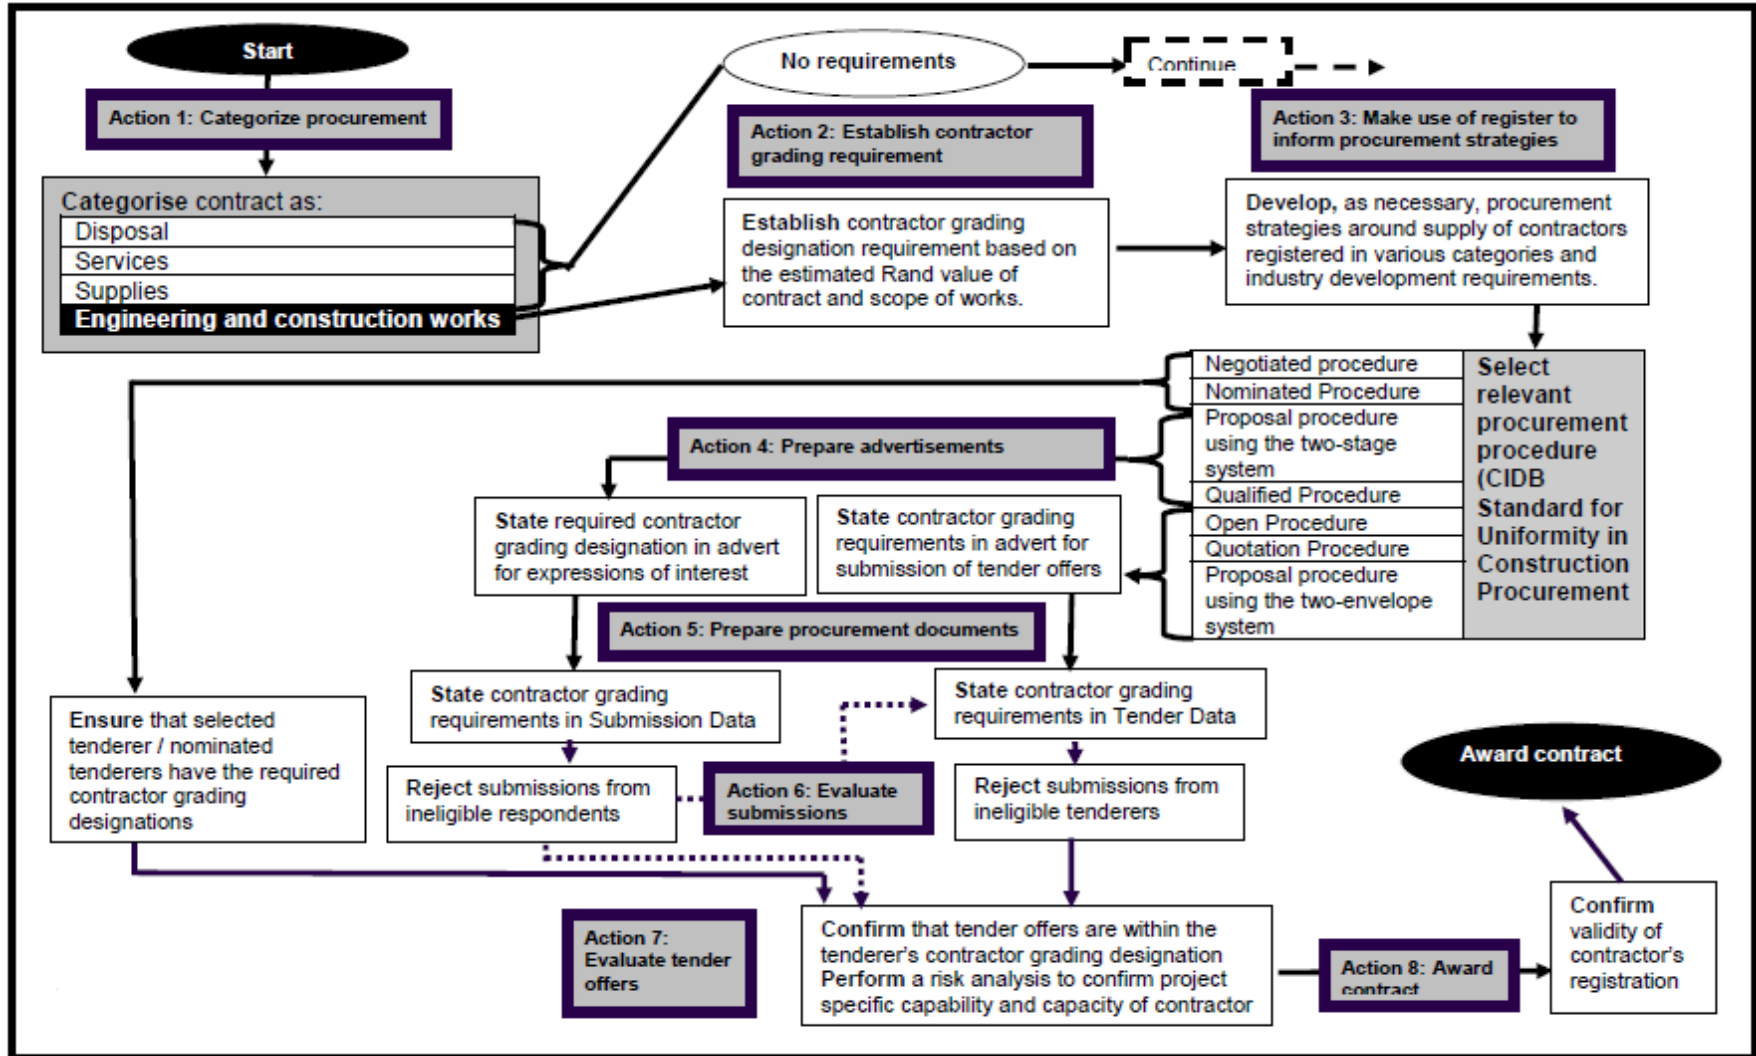 Start
No requirements
Continue
Action 1: Categorize procurement
Action 2: Establish contractor
grading requirement
Action 3: Make use of register to
inform procurement strategies
Categorise contract as:
Disposal
Services
Supplies
Engineering and construction works
Establish contractor grading
designation requirement based on
the estimated Rand value of
contract and scope of works.
Develop, as necessary, procurement
strategies around supply of contractors
registered in various categories and
industry development requirements.
Negotiated procedure
Nominated Procedure
Proposal procedure
using the two-stage
system
Qualified Procedure
Open Procedure
Quotation Procedure
Proposal procedure
using the two-envelope
system
Select
relevant
procurement
procedure
(CIDB
Standard for
Uniformity in
Construction
Procurement
Action 4: Prepare advertisements
State required contractor
grading designation in advert
for expressions of interest
State contractor grading
requirements in advert for
submission of tender offers
Action 5: Prepare procurement documents
State contractor grading
requirements in Submission Data
State contractor grading
requirements in Tender Data
Ensure that selected
tenderer / nominated
tenderers have the required
contractor grading
designations
Reject submissions from
ineligible respondents
Action 6: Evaluate
submissions
Reject submissions from
ineligible tenderers
Award contract
Action 7:
Evaluate tender
offers
Confirm that tender offers are within the
tenderer's contractor grading designation
Perform a risk analysis to confirm project
specific capability and capacity of contractor
Action 8: Award
contract
Confirm
validity of
contractor's
registration